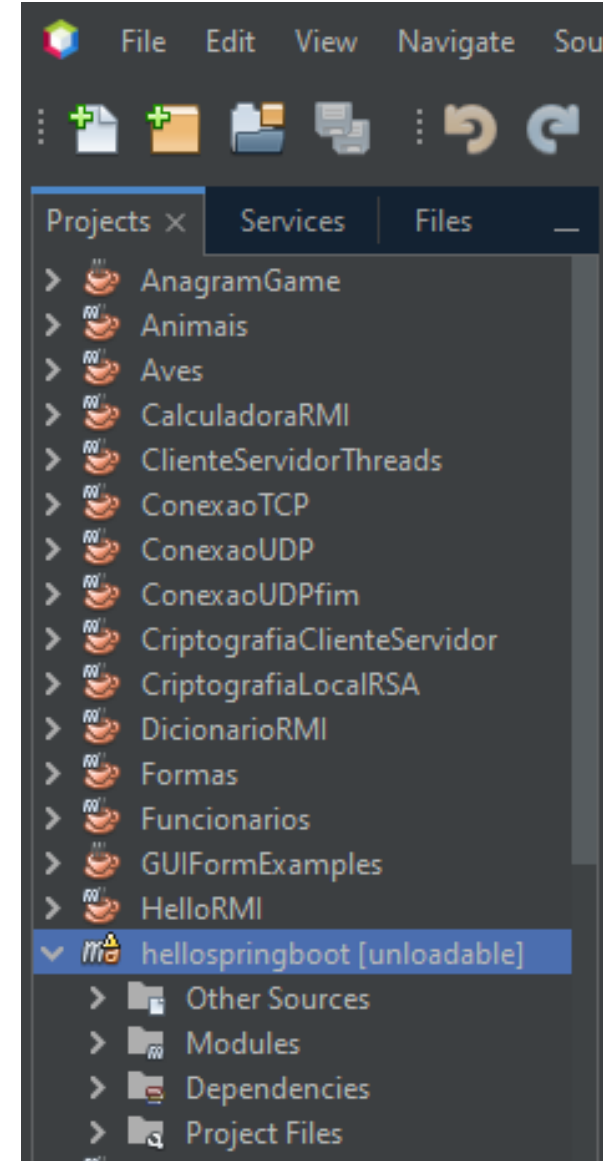 File Edit View Navigate Sou
Projects Services Files
AnagramGame
Animais
Aves
CalculadoraRMI
ClienteServidorThreads
ConexaoTCP
ConexaoUDP
ConexaoUDPfim
CriptografiaClienteServidor
CriptografiaLocalRSA
DicionarioRMI
Formas
Funcionarios
GUIFormExamples
HelloRMI
hellospringboot [unloadable]
Other Sources
Modules
Dependencies
Project Files